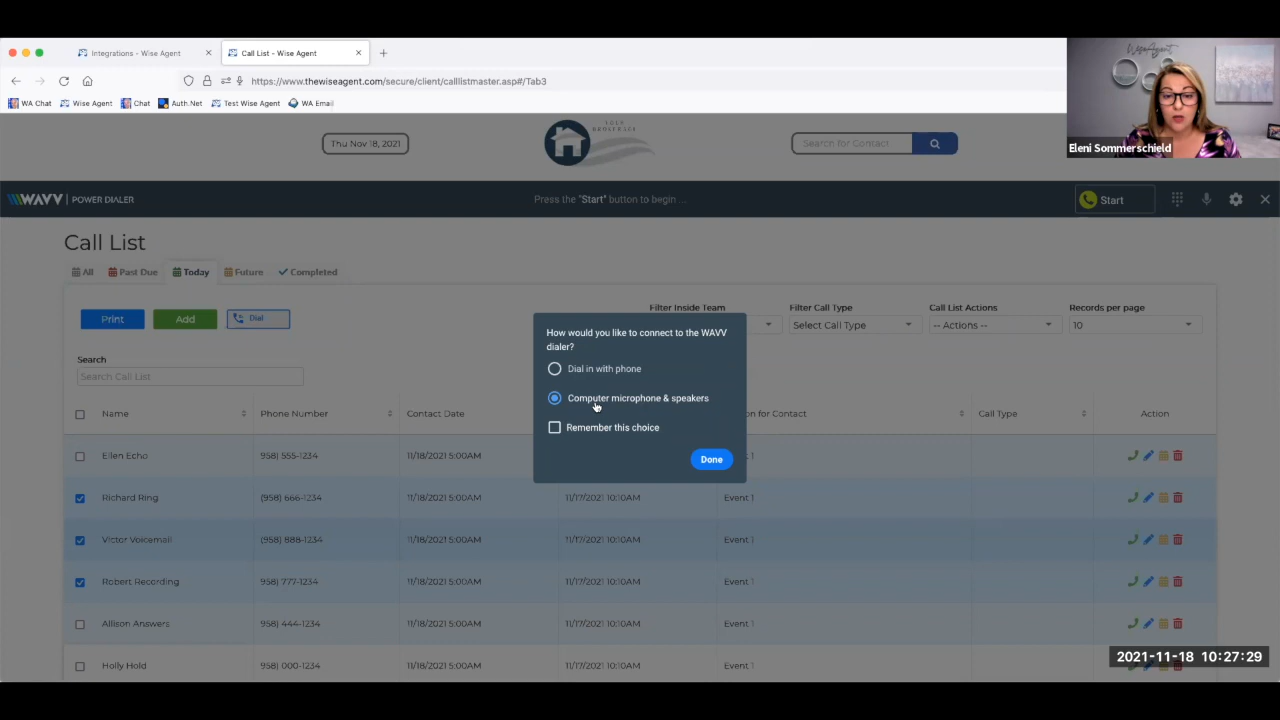 Integrations - Wise Agent
Call List - Wise Agent
https://www.thewiseagent.com/secure/client/calllistmaster.asp#/Tab3
WA Chat Wise Agent Chat Auth.Net Test Wise Agent WA Email
WiseAgent
Eleni Sommerschield
Thu Nov 18, 2021
Search for Contact
WAVV | POWER DIALER
Press the "Start" button to begin ...
Start
Call List
All Past Due Today Future Completed
Print Add Dial
Filter Inside Team Filter Call Type Call List Actions Records per page
Select Call Type -- Actions -- 10
Search
Search Call List
How would you like to connect to the WAVV
dialer?
Dial in with phone
Computer microphone & speakers
Remember this choice
Done
Name Phone Number Contact Date on for Contact Call Type Action
Ellen Echo 958) 555-1234 11/18/2021 5:00AM 1
Richard Ring (958) 666-1234 11/18/2021 5:00AM 11/17/2021 10:10AM Event 1
Victor Voicemail (958) 888-1234 11/18/2021 5:00AM 11/17/2021 10:10AM Event 1
Robert Recording 958) 777-1234 11/18/2021 5:00AM 11/17/2021 10:10AM Event 1
Allison Answers 958) 444-1234 11/18/2021 5:00AM 11/17/2021 10:10AM Event 1
Holly Hold 958) 000-1234 11/18/2021 5:00AM 11/17/2021 10:10AM Event 1
2021-11-18 10:27:29